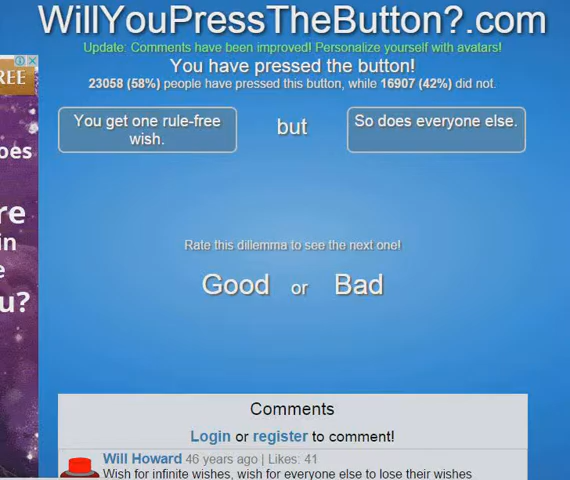 WillYouPressTheButton?.com
Update: Comments have been improved! Personalize yourself with avatars!
You have pressed the button!
23058 (58%) people have pressed this button, while 16907 (42%) did not.
You get one rule-free
wish.
but
So does everyone else.
Rate this dillemma to see the next one!
Good or Bad
Comments
Login or register to comment!
Will Howard 46 years ago | Likes: 41
Wish for infinite wishes, wish for everyone else to lose their wishes
REE
oes
re
in
e
u?